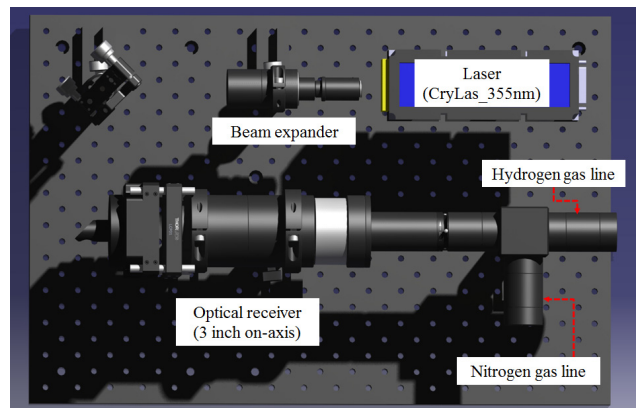 Laser
(CryLas_355nm)
Beam expander
Hydrogen gas line
Optical receiver
(3 inch on-axis)
Nitrogen gas line